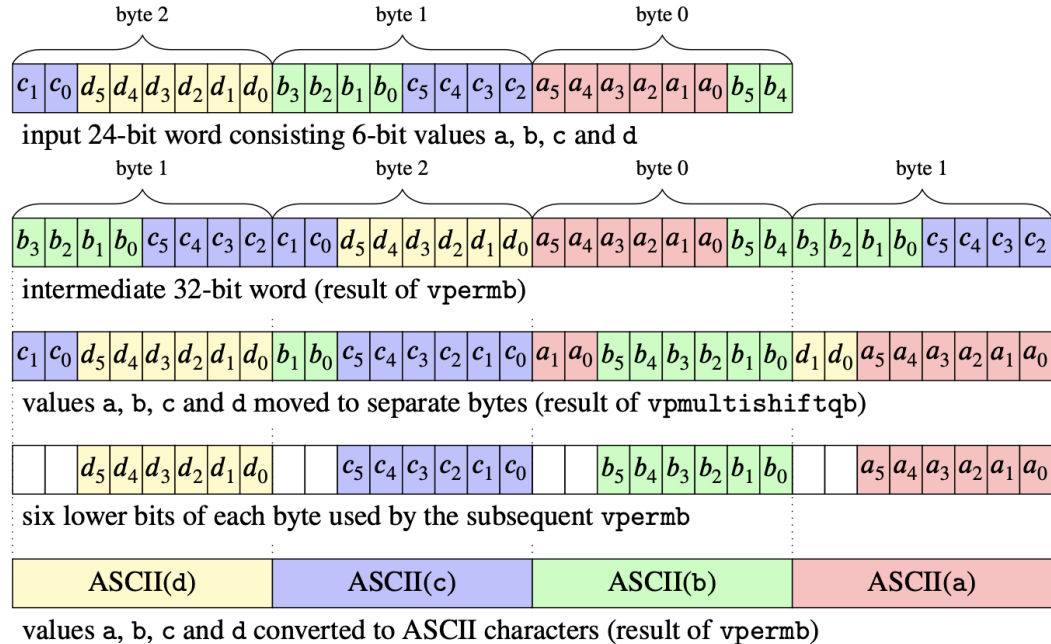 byte 2 byte 1 byte 0
c₁ c₀ d₅ d₄ d₃ d₂ d₁ d₀ b₃ b₂ b₁ b₀ c₅ c₄ c₃ c₂ a₅ a₄ a₃ a₂ a₁ a₀ b₅ b₄
input 24-bit word consisting 6-bit values a, b, c and d
byte 1 byte 2 byte 0 byte 1
b₃ b₂ b₁ b₀ c₅ c₄ c₃ c₂ c₁ c₀ d₅ d₄ d₃ d₂ d₁ d₀ a₅ a₄ a₃ a₂ a₁ a₀ b₅ b₄ b₃ b₂ b₁ b₀ c₅ c₄ c₃ c₂
intermediate 32-bit word (result of vpermb)
c₁ c₀ d₅ d₄ d₃ d₂ d₁ d₀ b₁ b₀ c₅ c₄ c₃ c₂ c₁ c₀ a₁ a₀ b₅ b₄ b₃ b₂ b₁ b₀ d₁ d₀ a₅ a₄ a₃ a₂ a₁ a₀
values a, b, c and d moved to separate bytes (result of vpmultishiftqb)
d₅ d₄ d₃ d₂ d₁ d₀ c₅ c₄ c₃ c₂ c₁ c₀ b₅ b₄ b₃ b₂ b₁ b₀ a₅ a₄ a₃ a₂ a₁ a₀
six lower bits of each byte used by the subsequent vpermb
ASCII(d) ASCII(c) ASCII(b) ASCII(a)
values a, b, c and d converted to ASCII characters (result of vpermb)